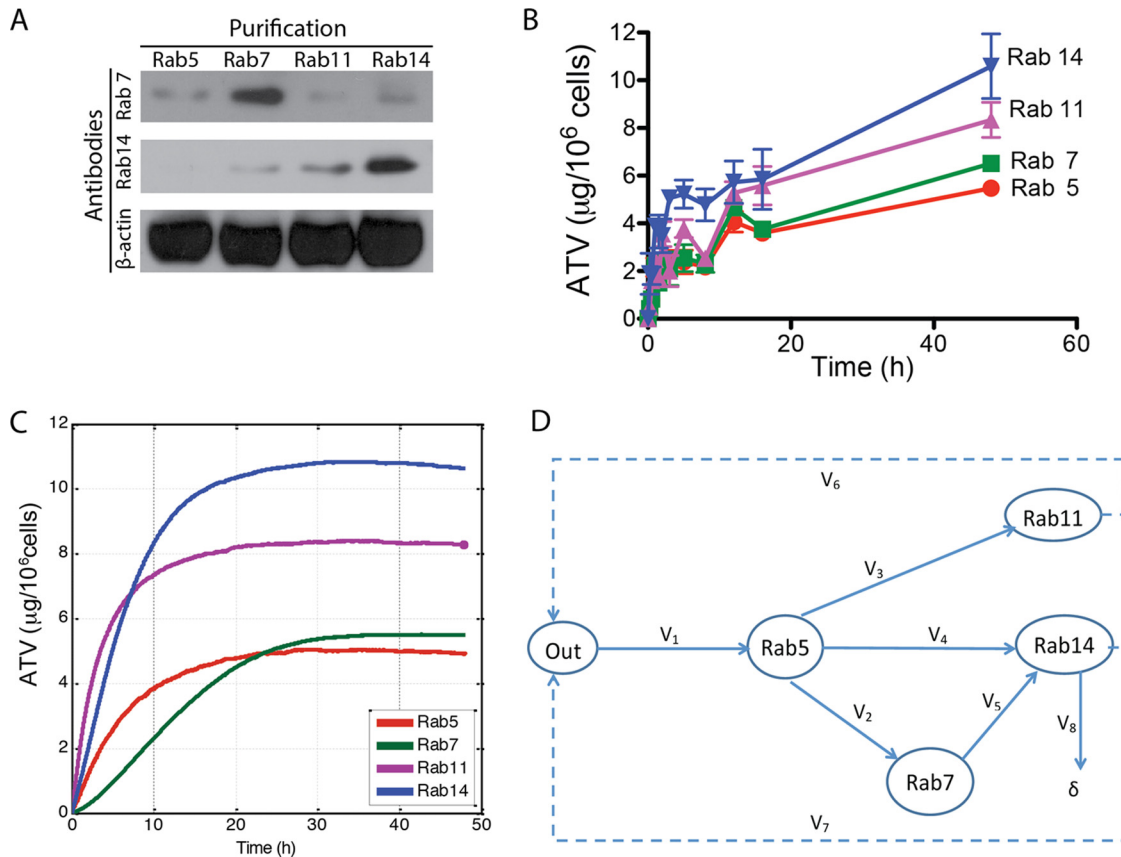 A
Purification
Rab5 Rab7 Rab11 Rab14
Antibodies
Rab 7
Rab14
β-actin
B
ATV (μg/10⁶ cells)
12
10
8
6
4
2
0
0 20 40 60
Time (h)
Rab 14
Rab 11
Rab 7
Rab 5
C
ATV (μg/10⁶cells)
12
10
8
6
4
2
0
0 10 20 30 40 50
Time (h)
Rab5
Rab7
Rab11
Rab14
D
V₆
Rab11
V₃
Out
V₁
Rab5
V₄
Rab14
V₂
V₅
V₈
Rab7
δ
V₇